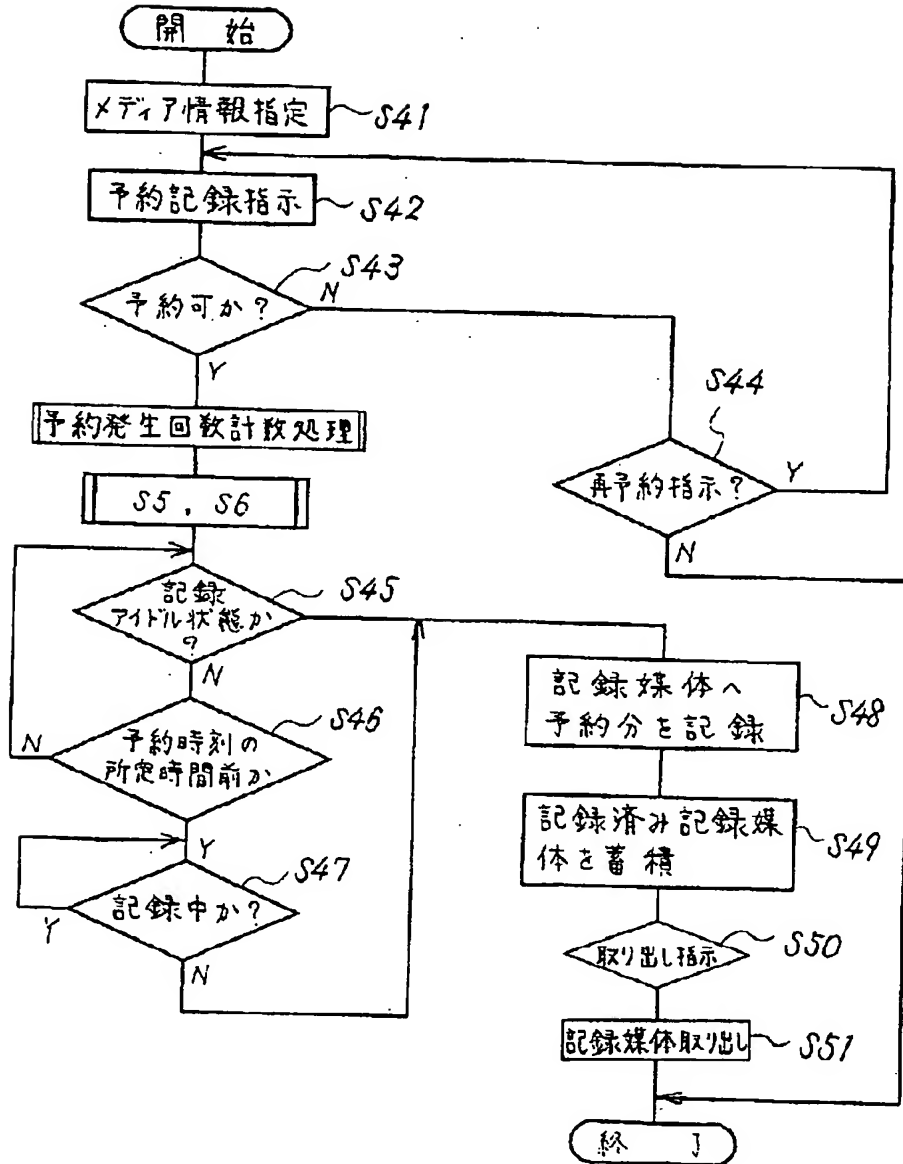 開 始
メディア情報指定
S41
予約記録指示
S42
S43
予約可か?
N
Y
S44
再予約指示?
Y
N
予約発生回数計数処理
S5, S6
S45
記録
アイドル状態か
?
N
S46
予約時刻の
所定時間前か
N
Y
S47
記録中か?
Y
N
記録媒体へ
予約分を記録
S48
記録済み記録媒
体を蓄積
S49
取り出し指示
S50
記録媒体取り出し
S51
終 了